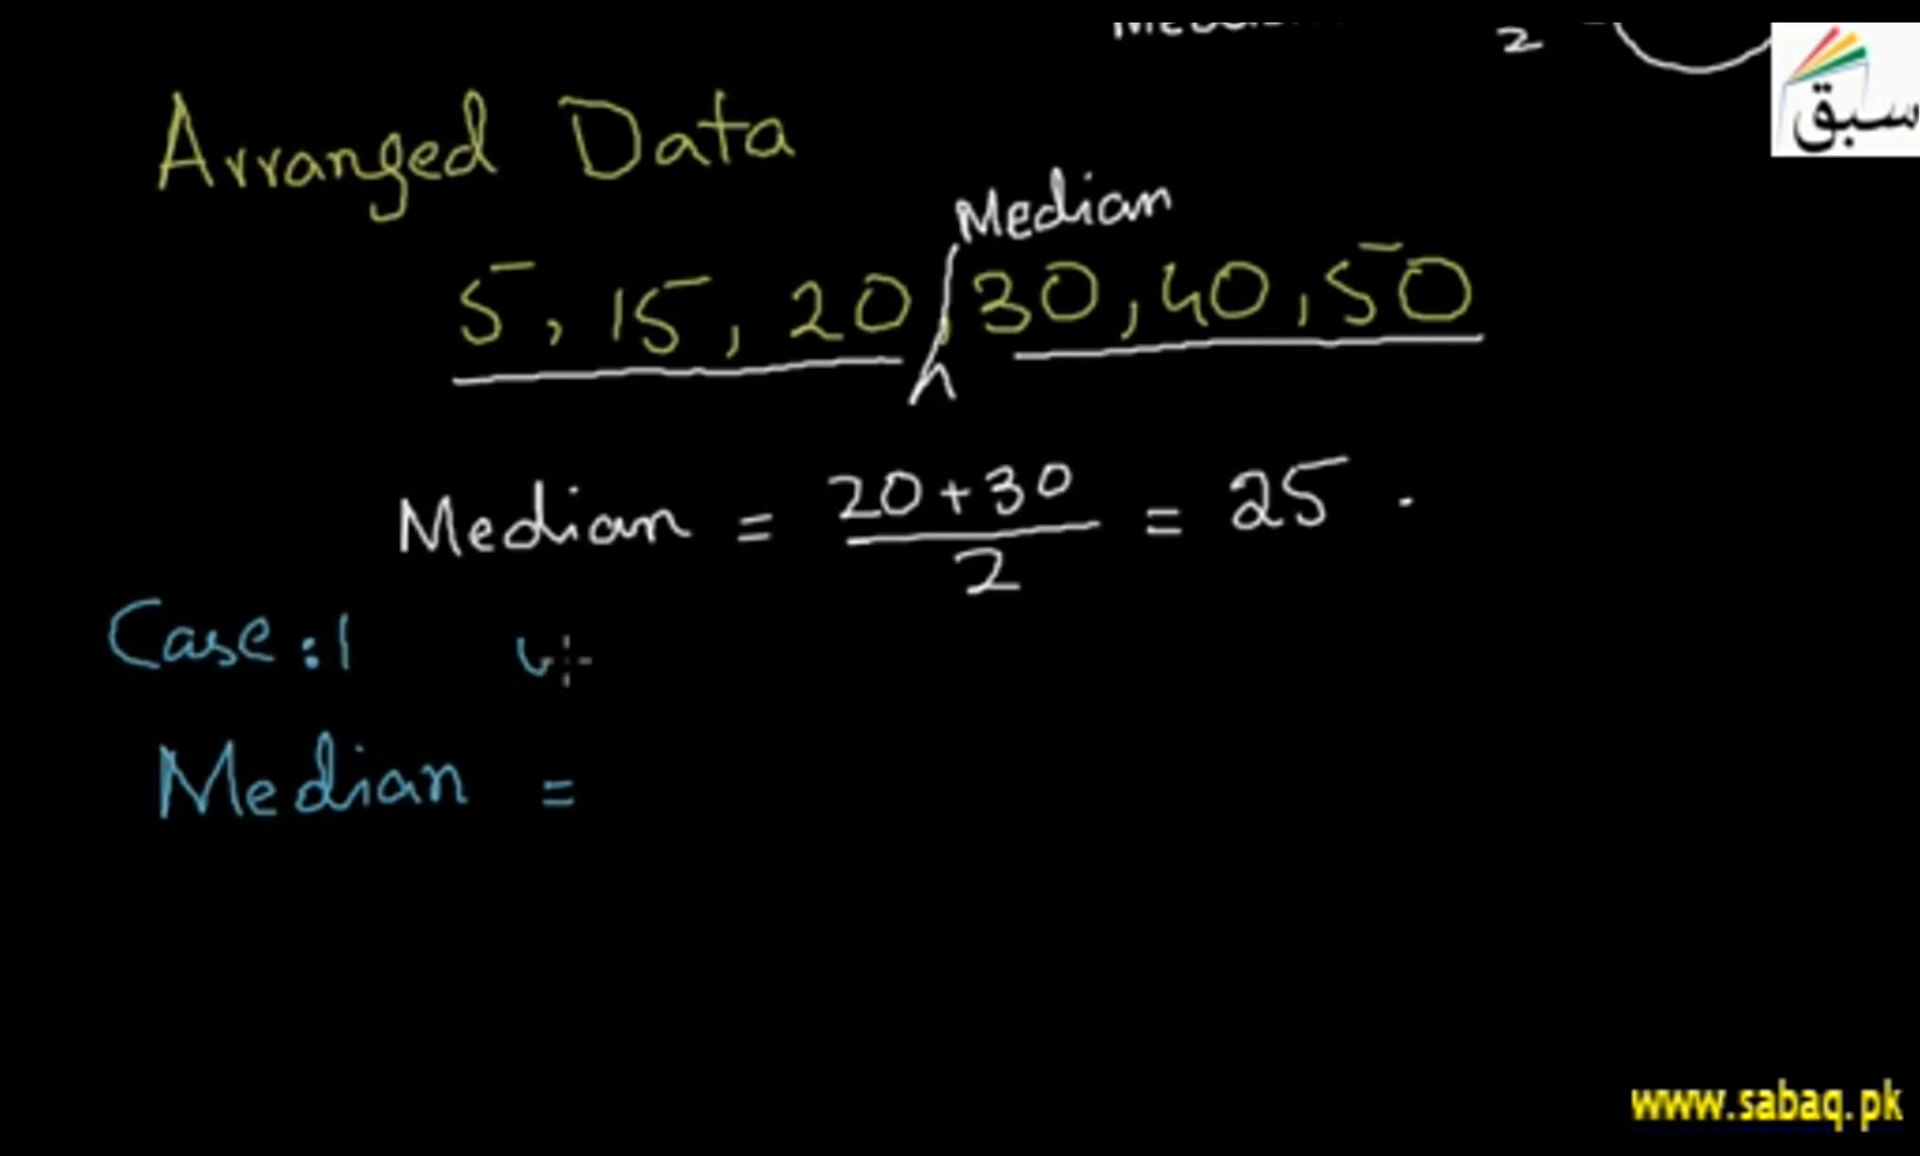 2
سبق
Arranged Data
Median
5, 15, 20, 30, 40, 50
Median = 20+30 / 2 = 25.
Case:1
Median =
www.sabaq.pk